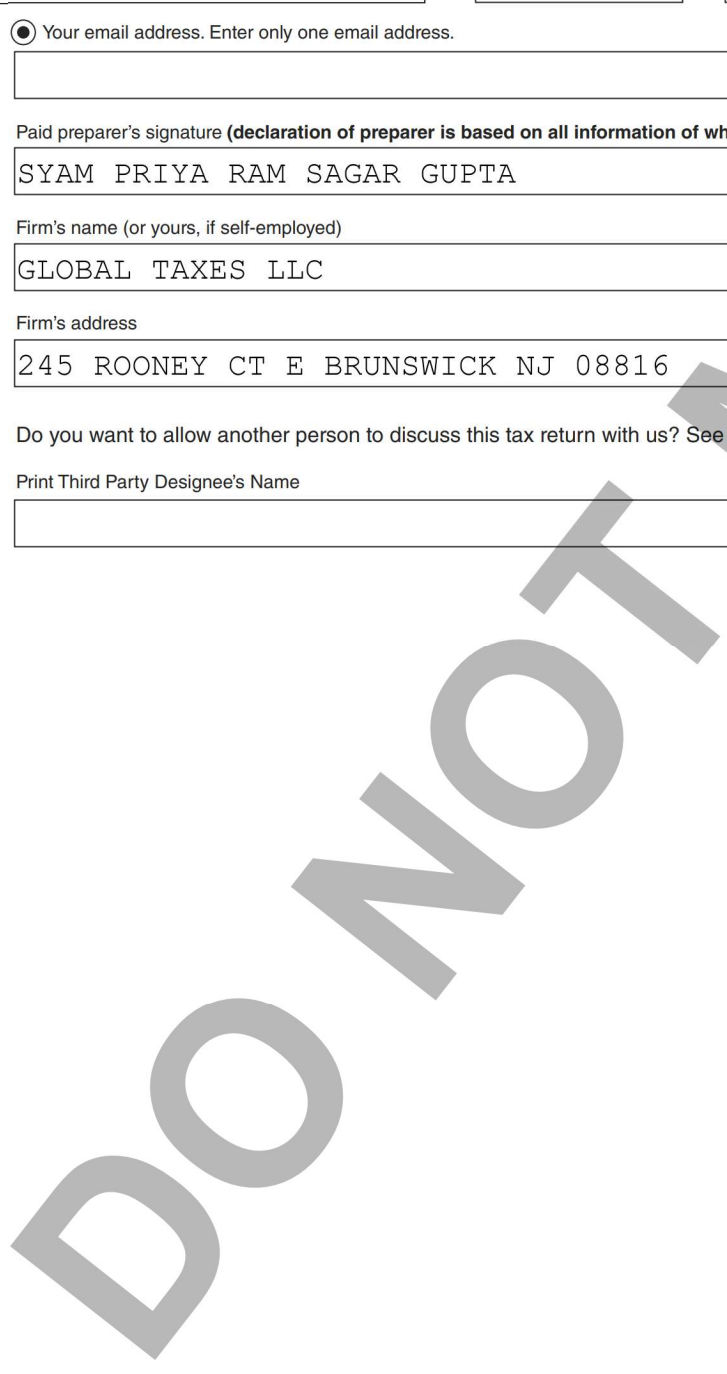 Your email address. Enter only one email address.
Paid preparer's signature (declaration of preparer is based on all information of wh
SYAM PRIYA RAM SAGAR GUPTA
Firm's name (or yours, if self-employed)
GLOBAL TAXES LLC
Firm's address
245 ROONEY CT E BRUNSWICK NJ 08816
Do you want to allow another person to discuss this tax return with us? See
Print Third Party Designee's Name
DO NOT